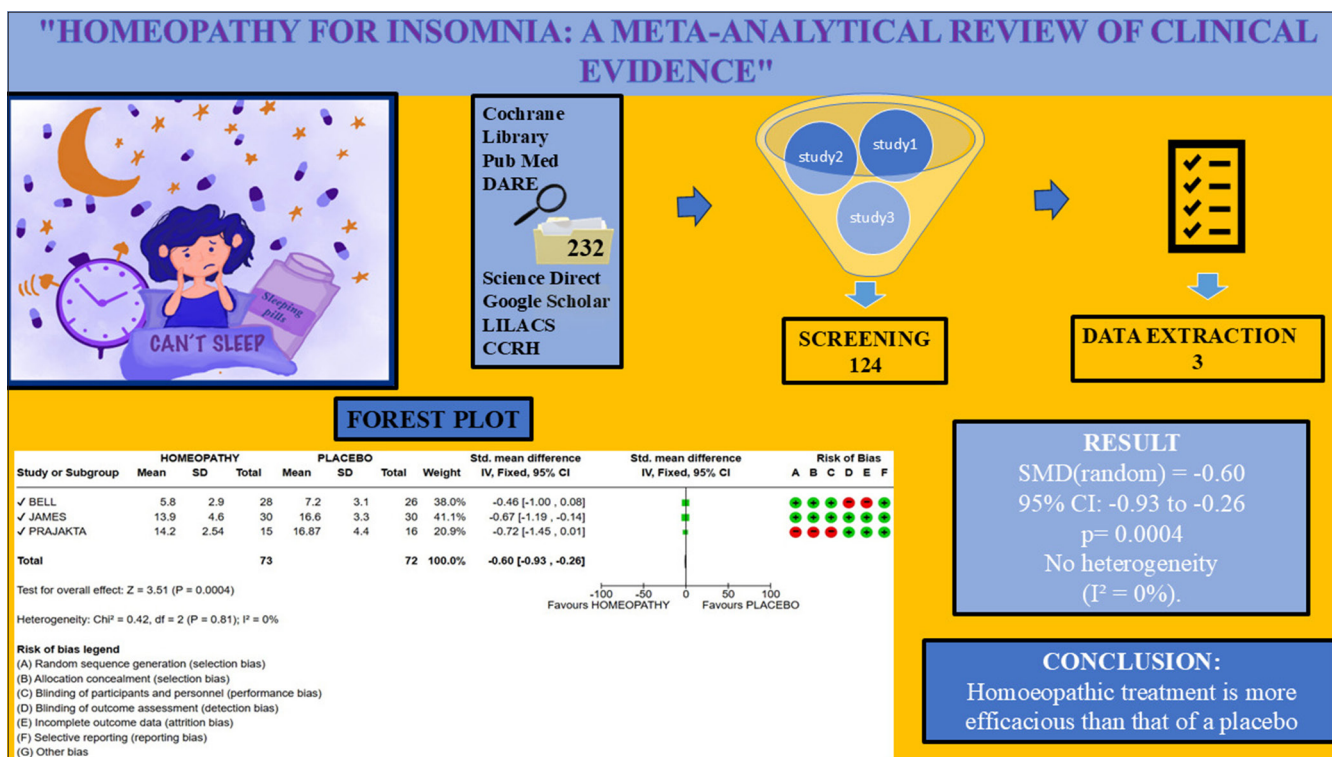 "HOMEOPATHY FOR INSOMNIA: A META-ANALYTICAL REVIEW OF CLINICAL
EVIDENCE"
CAN'T SLEEP
Sleeping
pills
Cochrane
Library
Pub Med
DARE
232
Science Direct
Google Scholar
LILACS
CCRH
study2
study1
study3
SCREENING
124
DATA EXTRACTION
3
FOREST PLOT
HOMEOPATHY PLACEBO Std. mean difference Std. mean difference Risk of Bias
Study or Subgroup Mean SD Total Mean SD Total Weight IV, Fixed, 95% CI IV, Fixed, 95% CI A B C D E F
✓ BELL 5.8 2.9 28 7.2 3.1 26 38.0% -0.46 [-1.00 , 0.08] + + + - - +
✓ JAMES 13.9 4.6 30 16.6 3.3 30 41.1% -0.67 [-1.19 , -0.14] + + + + + +
✓ PRAJAKTA 14.2 2.54 15 16.87 4.4 16 20.9% -0.72 [-1.45 , 0.01] - - - + + +
Total 73 72 100.0% -0.60 [-0.93 , -0.26]
Test for overall effect: Z = 3.51 (P = 0.0004)
-100 -50 0 50 100
Favours HOMEOPATHY Favours PLACEBO
Heterogeneity: Chi² = 0.42, df = 2 (P = 0.81); I² = 0%
Risk of bias legend
(A) Random sequence generation (selection bias)
(B) Allocation concealment (selection bias)
(C) Blinding of participants and personnel (performance bias)
(D) Blinding of outcome assessment (detection bias)
(E) Incomplete outcome data (attrition bias)
(F) Selective reporting (reporting bias)
(G) Other bias
RESULT
SMD(random) = -0.60
95% CI: -0.93 to -0.26
p= 0.0004
No heterogeneity
(I² = 0%).
CONCLUSION:
Homoeopathic treatment is more
efficacious than that of a placebo